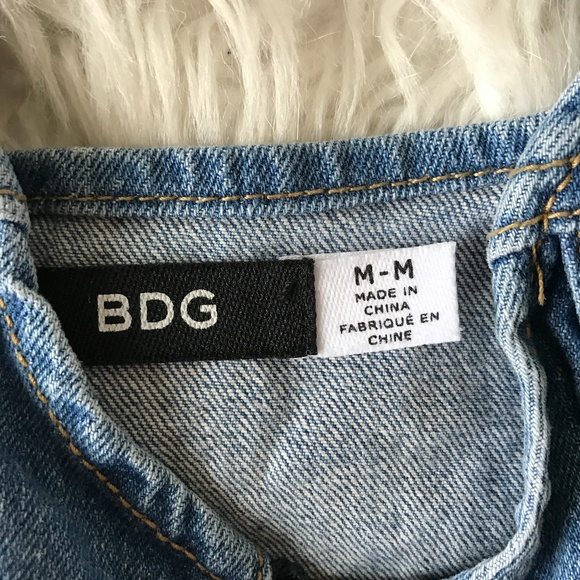 BDG
M-M
MADE IN
CHINA
FABRIQUÉ EN
CHINE